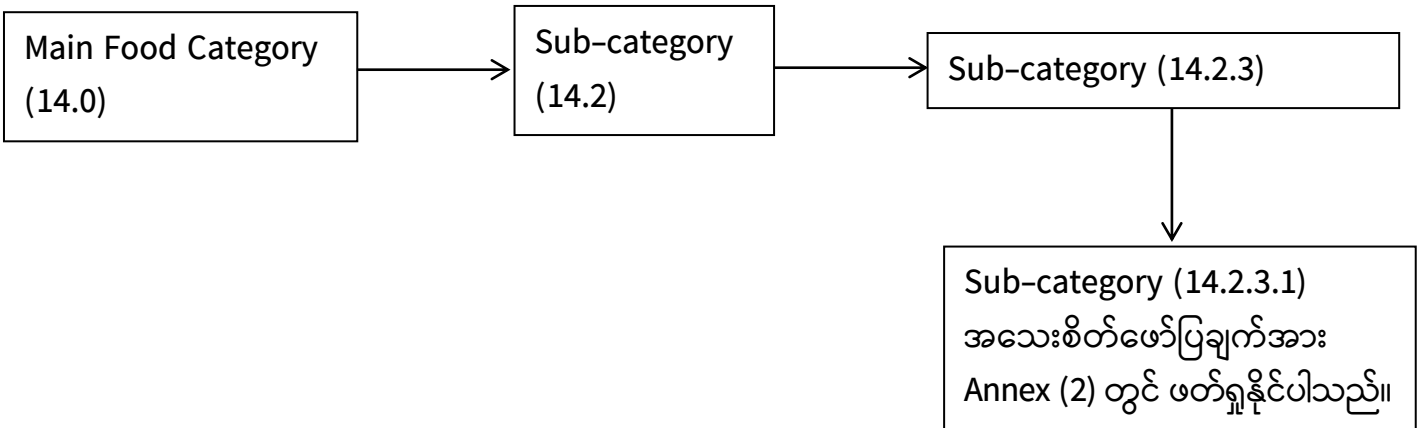 Main Food Category
(14.0)
Sub-category
(14.2)
Sub-category (14.2.3)
Sub-category (14.2.3.1)
အသေးစိတ်ဖော်ပြချက်အား
Annex (2) တွင် ဖတ်ရှုနိုင်ပါသည်။